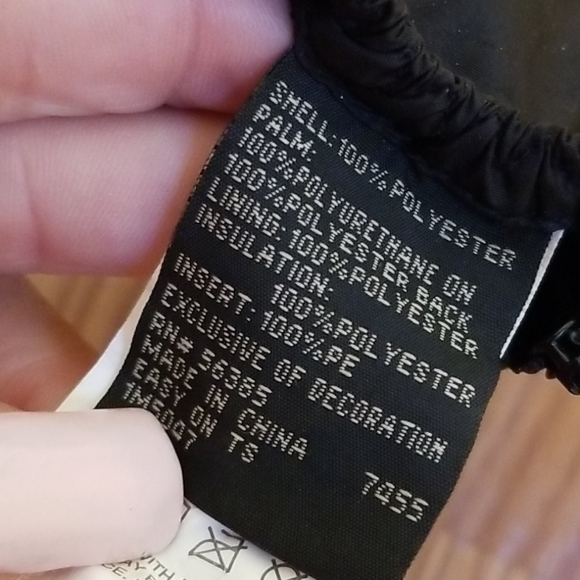 SHELL:100%POLYESTER
PALM:
100%POLYURETHANE ON
100%POLYESTER BACK
LINING:100%POLYESTER
INSULATION:
100%POLYESTER
INSERT:100%PE
EXCLUSIVE OF DECORATION
RN# 56385
MADE IN CHINA
EASY ON TS 7455
WITH